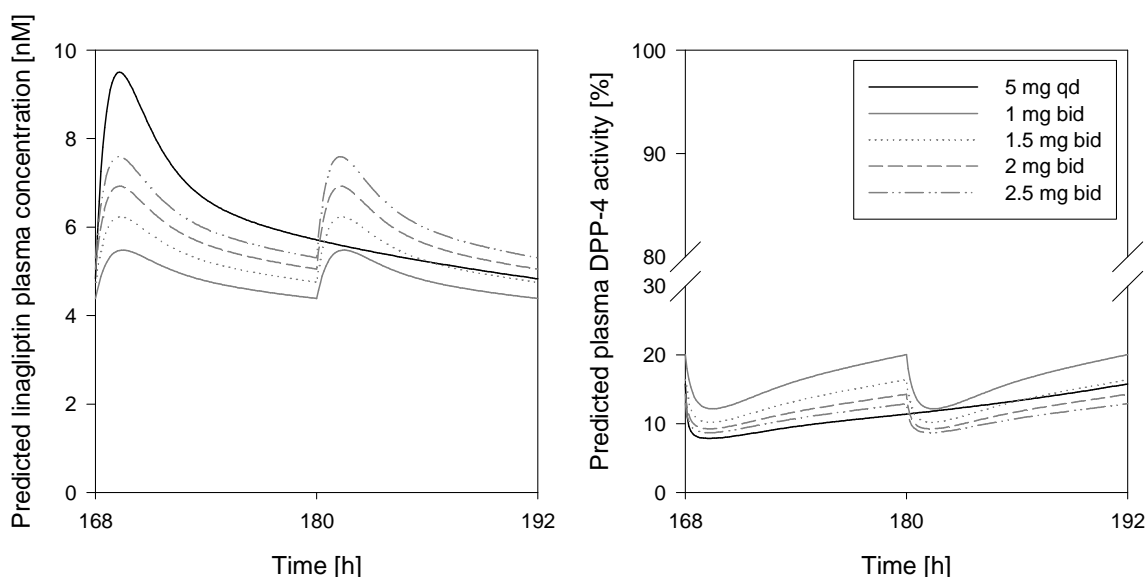 Predicted linagliptin plasma concentration [nM]
10
8
6
4
2
0
168
180
192
Time [h]
Predicted plasma DPP-4 activity [%]
100
90
80
30
20
10
0
168
180
192
Time [h]
5 mg qd
1 mg bid
1.5 mg bid
2 mg bid
2.5 mg bid